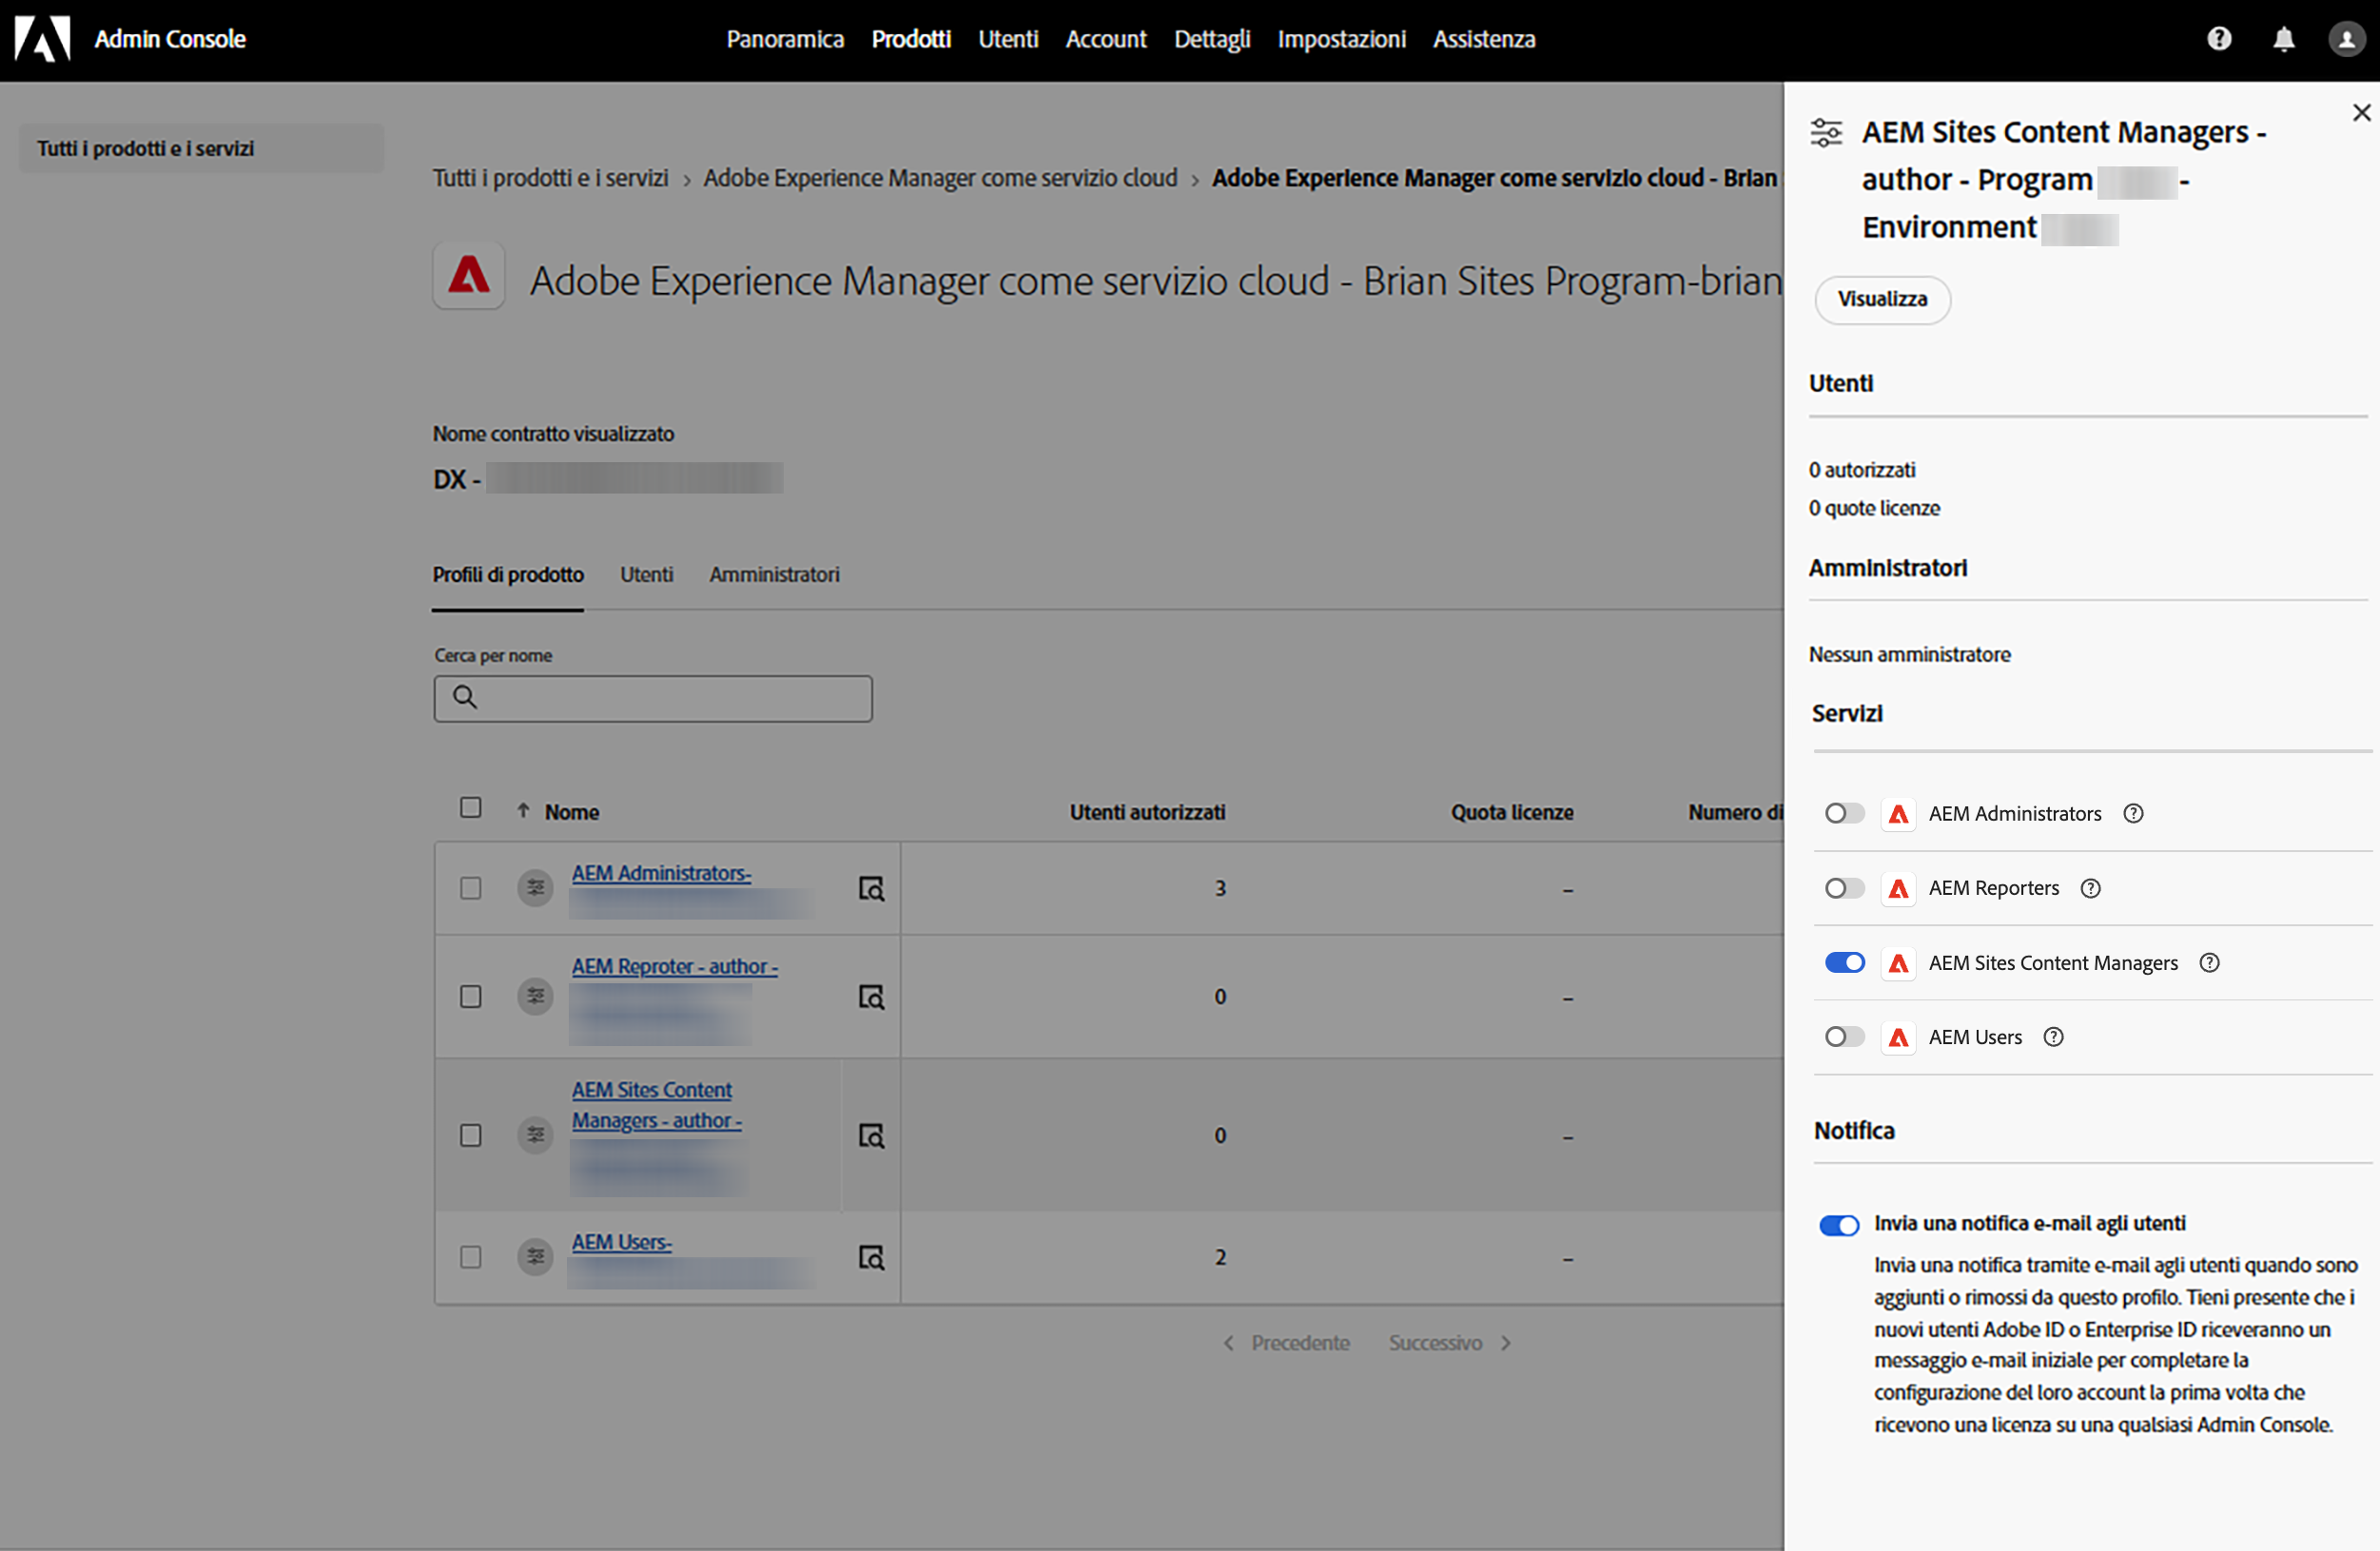 Admin Console
Panoramica Prodotti Utenti Account Dettagli Impostazioni Assistenza
Tutti i prodotti e i servizi
Tutti i prodotti e i servizi › Adobe Experience Manager come servizio cloud › Adobe Experience Manager come servizio cloud - Brian
Adobe Experience Manager come servizio cloud - Brian Sites Program-brian
Nome contratto visualizzato
DX -
Profili di prodotto Utenti Amministratori
Cerca per nome
Nome Utenti autorizzati Quota licenze Numero di
AEM Administrators-
3 –
AEM Reproter - author -
0 –
AEM Sites Content
Managers - author -
0 –
AEM Users-
2 –
Precedente Successivo
AEM Sites Content Managers -
author - Program -
Environment
Visualizza
Utenti
0 autorizzati
0 quote licenze
Amministratori
Nessun amministratore
Servizi
AEM Administrators
AEM Reporters
AEM Sites Content Managers
AEM Users
Notifica
Invia una notifica e-mail agli utenti
Invia una notifica tramite e-mail agli utenti quando sono
aggiunti o rimossi da questo profilo. Tieni presente che i
nuovi utenti Adobe ID o Enterprise ID riceveranno un
messaggio e-mail iniziale per completare la
configurazione del loro account la prima volta che
ricevono una licenza su una qualsiasi Admin Console.